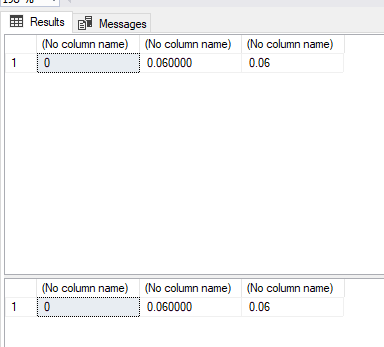 Results Messages
(No column name) (No column name) (No column name)
1 0 0.060000 0.06
(No column name) (No column name) (No column name)
1 0 0.060000 0.06